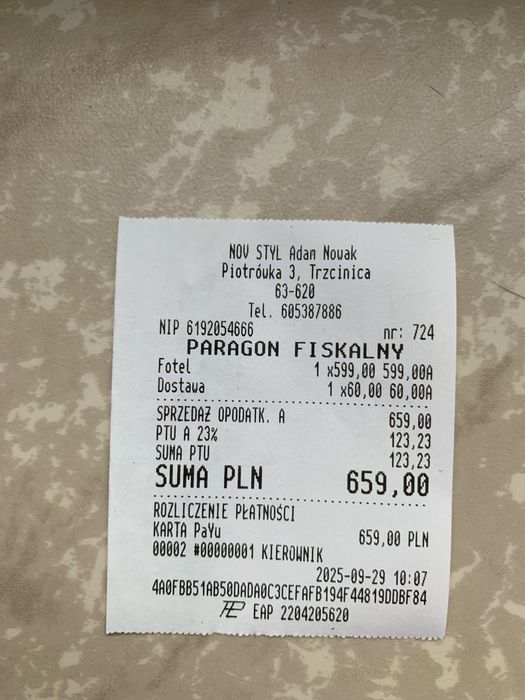 NOV STYL Adam Nowak
Piotrówka 3, Trzcinica
63-620
Tel. 605387886
NIP 6192054666 nr: 724
PARAGON FISKALNY
Fotel 1 x599,00 599,00A
Dostawa 1 x60,00 60,00A
SPRZEDAŻ OPODATK. A 659,00
PTU A 23% 123,23
SUMA PTU 123,23
SUMA PLN 659,00
ROZLICZENIE PŁATNOŚCI
KARTA PayU 659,00 PLN
00002 #00000001 KIEROWNIK
2025-09-29 10:07
4A0FBB51AB50DADA0C3CEFAFB194F44819DDBF84
EAP 2204205620